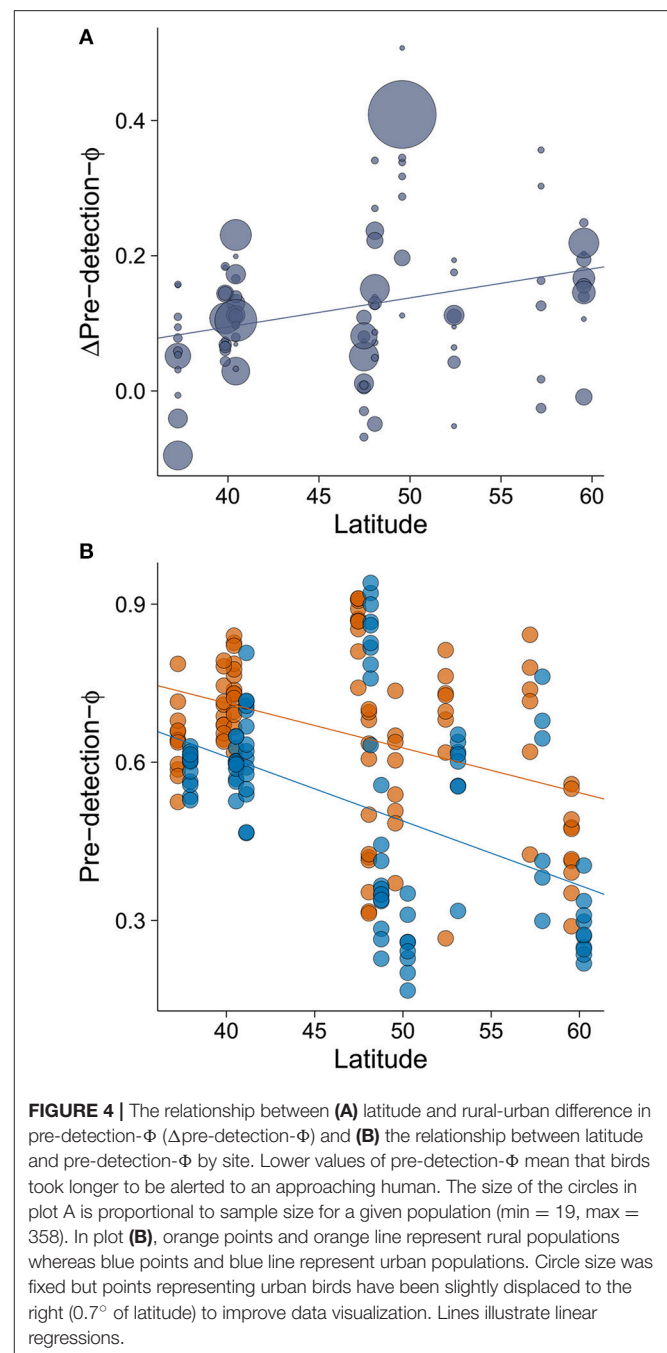 A
0.4
0.2
0.0
ΔPre−detection−ϕ
40
45
50
55
60
Latitude
B
0.9
0.6
0.3
Pre−detection−ϕ
40
45
50
55
60
Latitude
FIGURE 4 | The relationship between (A) latitude and rural-urban difference in
pre-detection-Φ (Δpre-detection-Φ) and (B) the relationship between latitude
and pre-detection-Φ by site. Lower values of pre-detection-Φ mean that birds
took longer to be alerted to an approaching human. The size of the circles in
plot A is proportional to sample size for a given population (min = 19, max =
358). In plot (B), orange points and orange line represent rural populations
whereas blue points and blue line represent urban populations. Circle size was
fixed but points representing urban birds have been slightly displaced to the
right (0.7° of latitude) to improve data visualization. Lines illustrate linear
regressions.